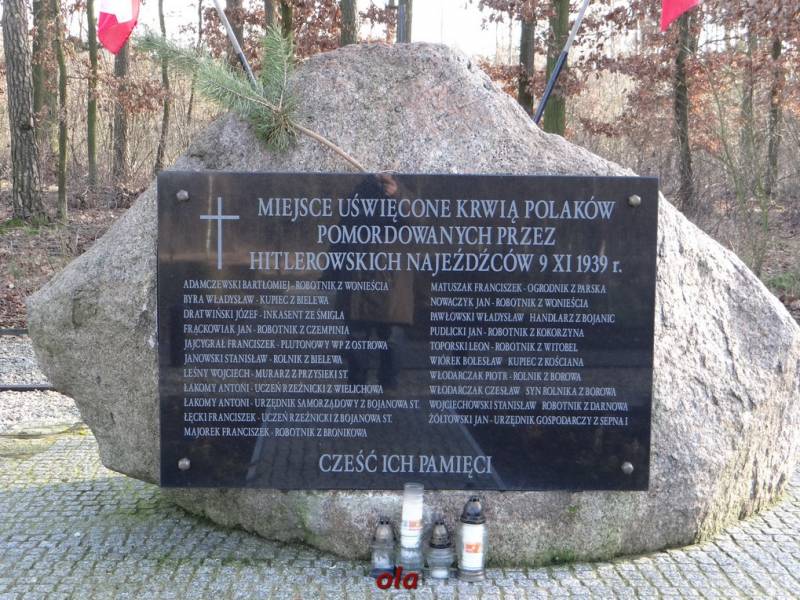 MIEJSCE UŚWIĘCONE KRWIĄ POLAKÓW
POMORDOWANYCH PRZEZ
HITLEROWSKICH NAJEŹDŹCÓW 9 XI 1939 r.
ADAMCZEWSKI BARTŁOMIEJ - ROBOTNIK Z WONIEŚCIA
BYRA WŁADYSŁAW - KUPIEC Z BIELEWA
DRATWIŃSKI JÓZEF - INKASENT ZE ŚMIGLA
FRĄCKOWIAK JAN - ROBOTNIK Z CZEMPINIA
JAJCYGRAŁ FRANCISZEK - PLUTONOWY WP Z OSTROWA
JANOWSKI STANISŁAW - ROLNIK Z BIELEWA
LEŚNY WOJCIECH - MURARZ Z PRZYSIEKI ST.
ŁAKOMY ANTONI - UCZEŃ RZEŹNICKI Z WIELICHOWA
ŁAKOMY ANTONI - URZĘDNIK SAMORZĄDOWY Z BOJANOWA ST.
ŁĘCKI FRANCISZEK - UCZEŃ RZEŹNICKI Z BOJANOWA ST.
MAJOREK FRANCISZEK - ROBOTNIK Z BRONIKOWA
MATUSZAK FRANCISZEK - OGRODNIK Z PARSKA
NOWACZYK JAN - ROBOTNIK Z WONIEŚCIA
PAWŁOWSKI WŁADYSŁAW HANDLARZ Z BOJANIC
PUDLICKI JAN - ROBOTNIK Z KOKORZYNA
TOPORSKI LEON - ROBOTNIK Z WITOBEL
WIÓREK BOLESŁAW KUPIEC Z KOŚCIANA
WŁODARCZAK PIOTR - ROLNIK Z BOROWA
WŁODARCZAK CZESŁAW SYN ROLNIKA Z BOROWA
WOJCIECHOWSKI STANISŁAW ROBOTNIK Z DARNOWA
ŻÓŁTOWSKI JAN - URZĘDNIK GOSPODARCZY Z SEPNA I
CZEŚĆ ICH PAMIĘCI
ola